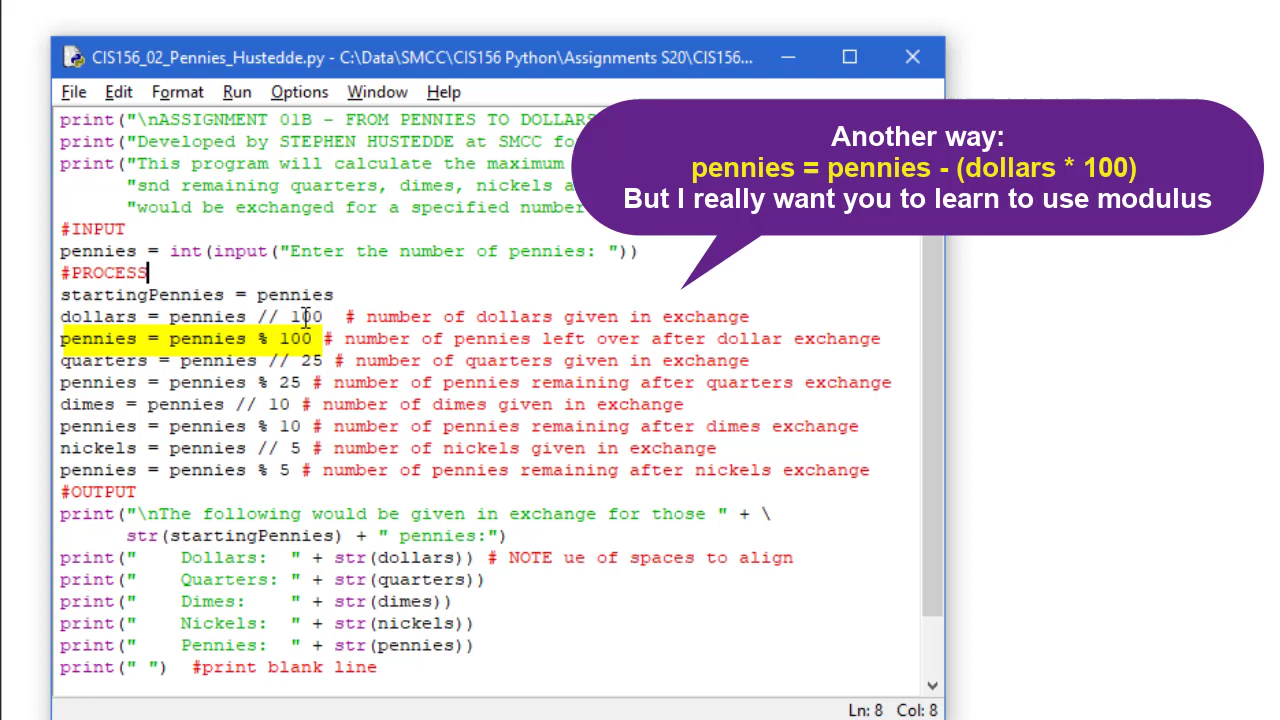 CIS156_02_Pennies_Hustedde.py - C:\Data\SMCC\CIS156 Python\Assignments S20\CIS156...
File Edit Format Run Options Window Help
print("\nASSIGNMENT 01B - FROM PENNIES TO DOLLARS
print("Developed by STEPHEN HUSTEDDE at SMCC fo
print("This program will calculate the maximum
"snd remaining quarters, dimes, nickels a
"would be exchanged for a specified number
Another way:
pennies = pennies - (dollars * 100)
But I really want you to learn to use modulus
#INPUT
pennies = int(input("Enter the number of pennies: "))
#PROCESS
startingPennies = pennies
dollars = pennies // 100 # number of dollars given in exchange
pennies = pennies % 100 # number of pennies left over after dollar exchange
quarters = pennies // 25 # number of quarters given in exchange
pennies = pennies % 25 # number of pennies remaining after quarters exchange
dimes = pennies // 10 # number of dimes given in exchange
pennies = pennies % 10 # number of pennies remaining after dimes exchange
nickels = pennies // 5 # number of nickels given in exchange
pennies = pennies % 5 # number of pennies remaining after nickels exchange
#OUTPUT
print("\nThe following would be given in exchange for those " + \
str(startingPennies) + " pennies:")
print("    Dollars:  " + str(dollars)) # NOTE ue of spaces to align
print("    Quarters: " + str(quarters))
print("    Dimes:    " + str(dimes))
print("    Nickels:  " + str(nickels))
print("    Pennies:  " + str(pennies))
print(" ")  #print blank line
Ln: 8 Col: 8